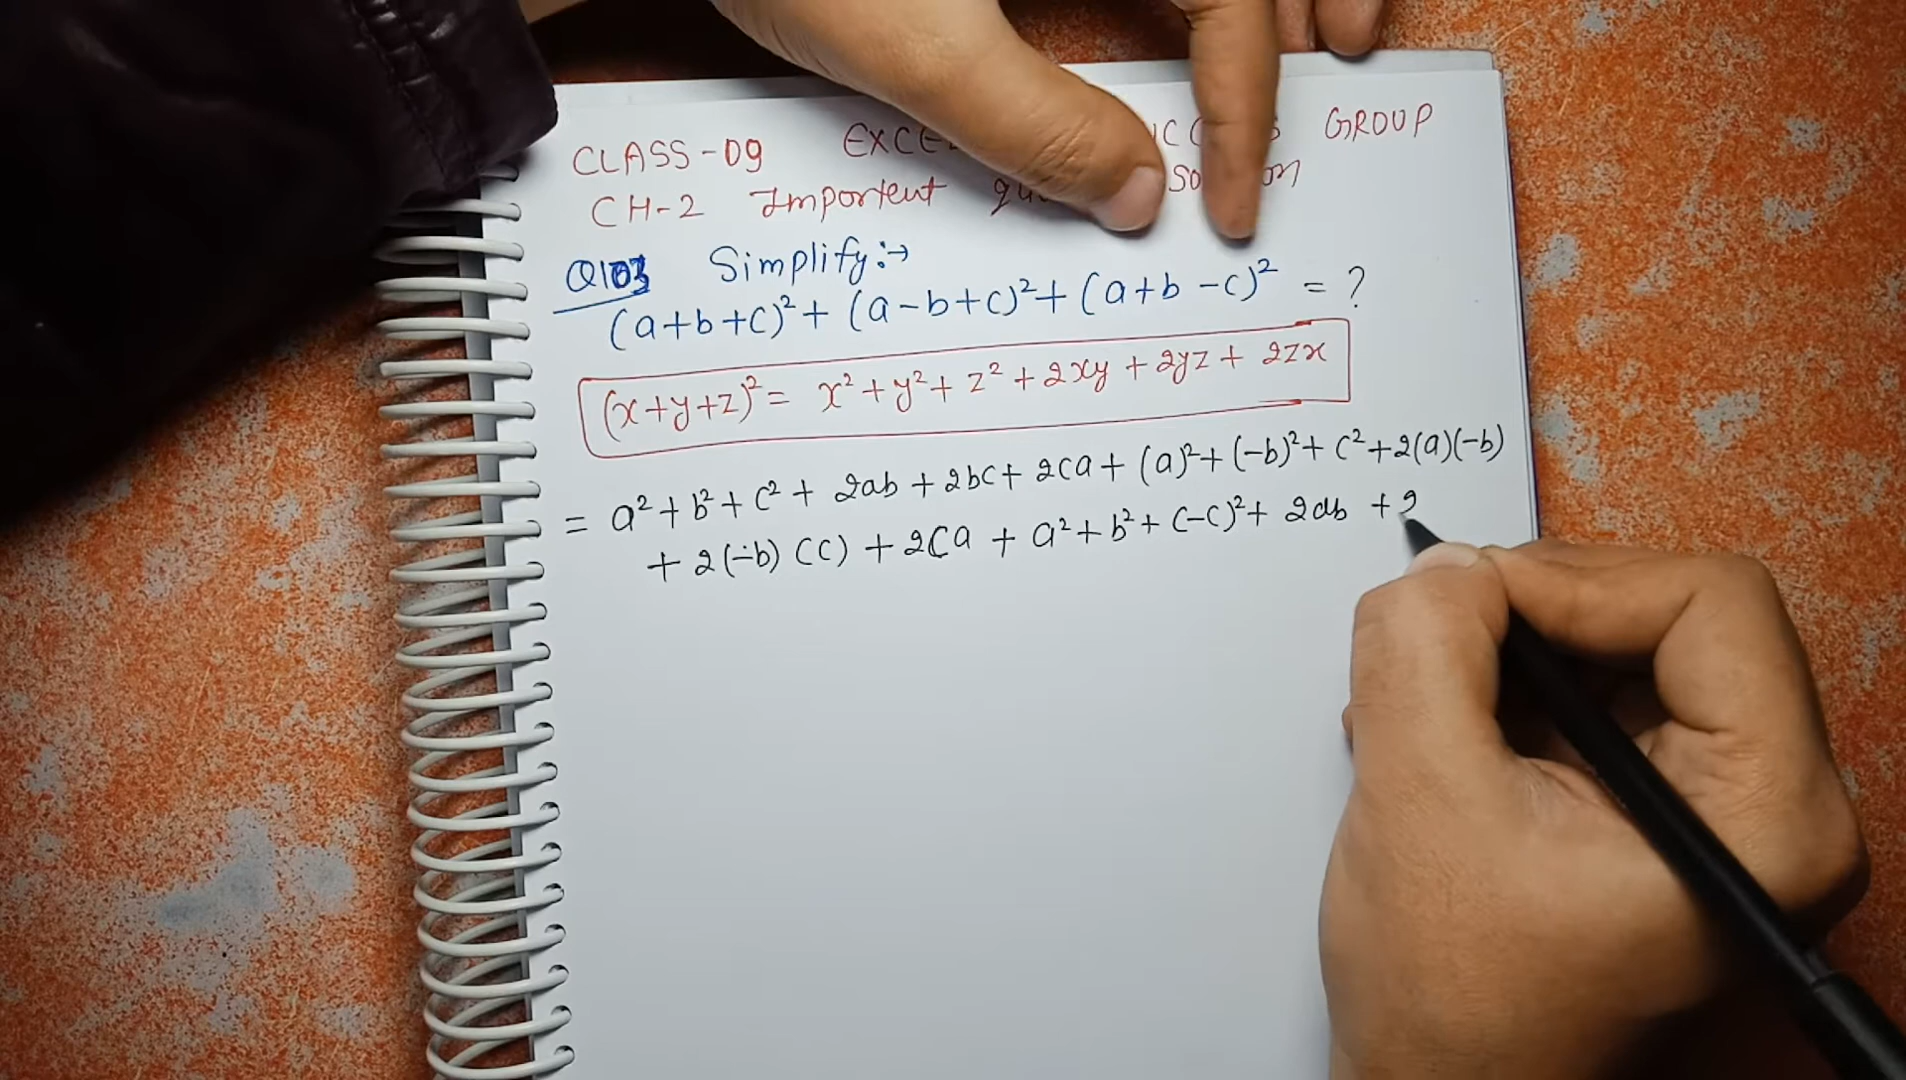 CLASS-09 GROUP
CH-2 Importent
Q103 Simplify:→
(a+b+c)²+(a-b+c)²+(a+b-c)² = ?
(x+y+z)² = x²+y²+z²+2xy+2yz+2zx
= a²+b²+c²+2ab+2bc+2ca+(a)²+(-b)²+c²+2(a)(-b)
+2(-b)(c)+2ca+a²+b²+(-c)²+2ab+2